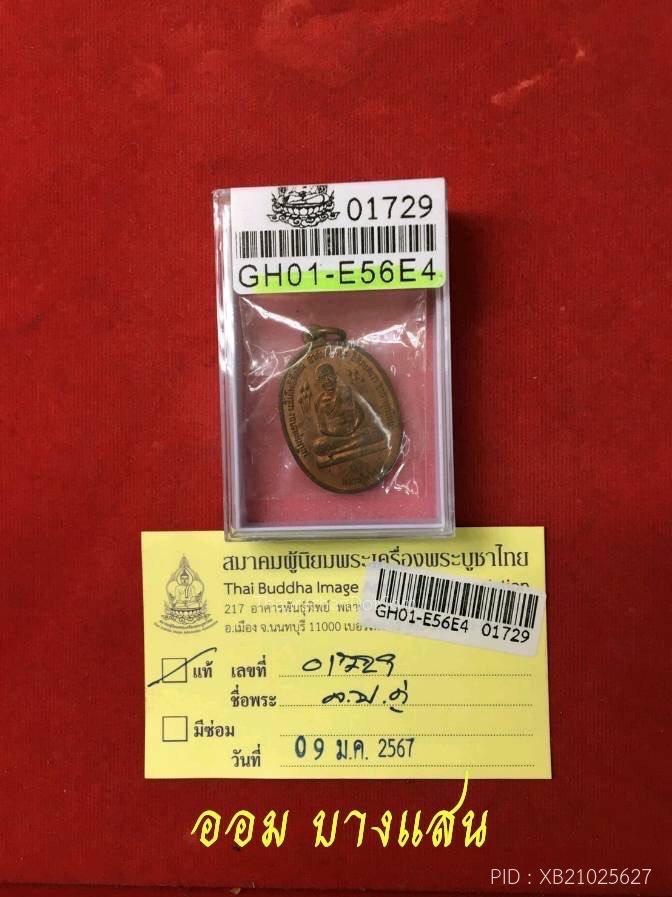 01729
GH01-E56E4
สมาคมผู้นิยมพระเครื่องพระบูชาไทย
Thai Buddha Image
217 อาคารพันธุ์ทิพย์
อ.เมือง จ.นนทบุรี 11000
GH01-E56E4 01729
แท้ เลขที่ 01729
ชื่อพระ
มีซ่อม
วันที่ 09 ม.ค. 2567
ออม บางแสน
PID : XB21025627